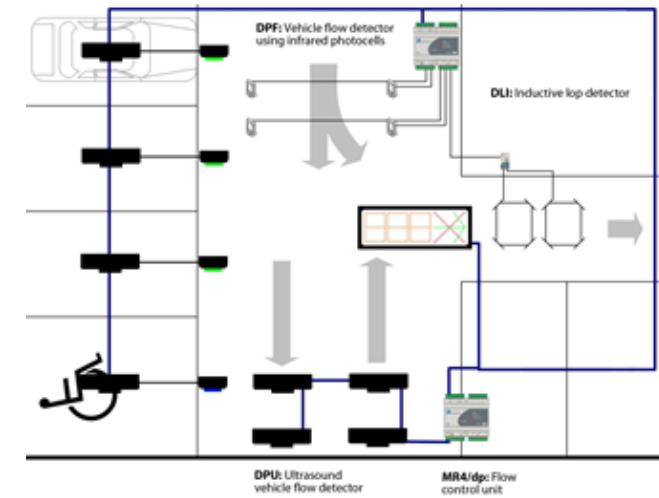 DPF: Vehicle flow detector
using infrared photocells
DLI: Inductive lop detector
DPU: Ultrasound
vehicle flow detector
MR4/dp: Flow
control unit